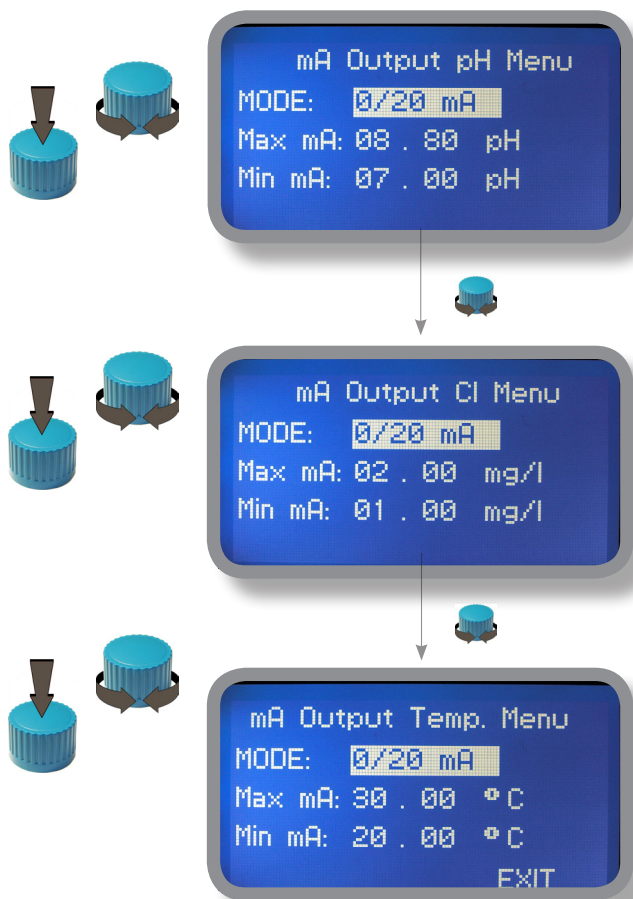 mA Output pH Menu
MODE: 0/20 mA
Max mA: 08 . 80 pH
Min mA: 07 . 00 pH
mA Output Cl Menu
MODE: 0/20 mA
Max mA: 02 . 00 mg/l
Min mA: 01 . 00 mg/l
mA Output Temp. Menu
MODE: 0/20 mA
Max mA: 30 . 00 °C
Min mA: 20 . 00 °C
EXIT